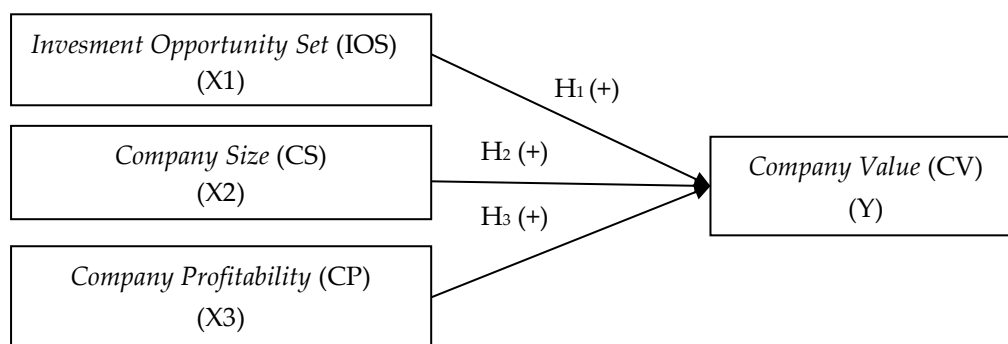 Invesment Opportunity Set (IOS)
(X1)
H1 (+)
Company Size (CS)
(X2)
H2 (+)
Company Value (CV)
(Y)
H3 (+)
Company Profitability (CP)
(X3)